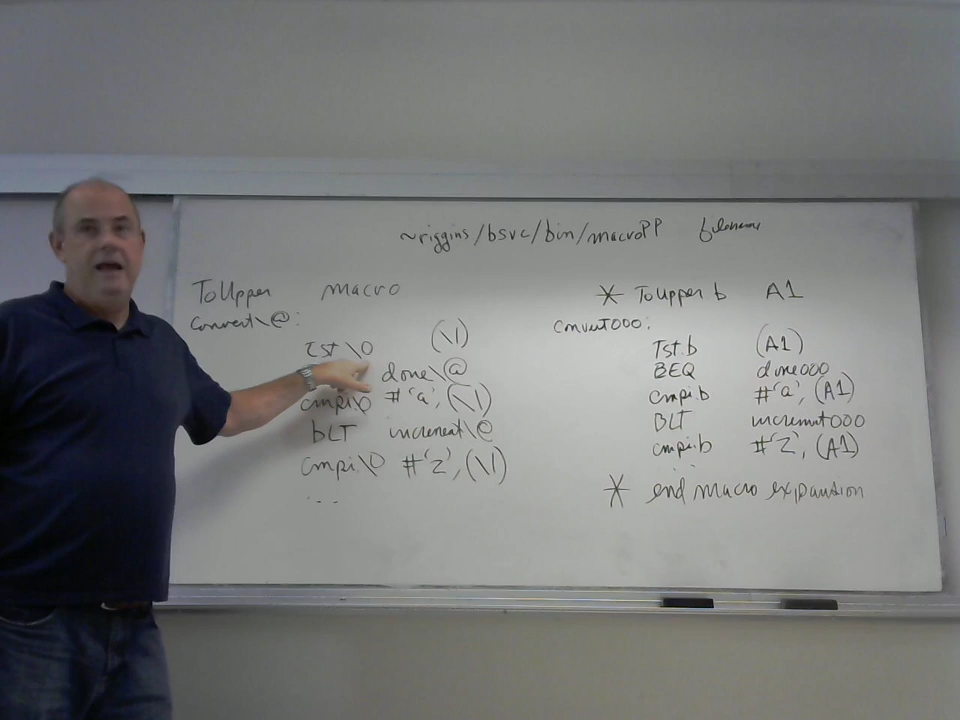 ~riggins/bsvc/bin/macroPP filename
ToUpper macro
convert\@:
tst\0 (\1)
done\@
cmpi\0 #'a', (\1)
bLT increment\@
cmpi\0 #'z', (\1)
...
* ToUpper b A1
convert000:
Tst.b (A1)
BEQ done000
cmpi.b #'a', (A1)
BLT increment000
cmpi.b #'z', (A1)
...
* end macro expansion